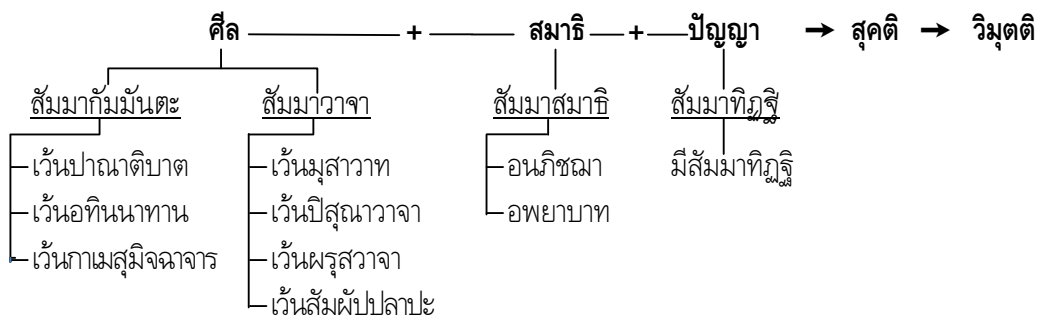 ศีล + สมาธิ + ปัญญา → สุคติ → วิมุตติ
สัมมากัมมันตะ สัมมาวาจา สัมมาสมาธิ สัมมาทิฏฐิ
เว้นปาณาติบาต เว้นมุสาวาท อนภิชฌา มีสัมมาทิฏฐิ
เว้นอทินนาทาน เว้นปิสุณาวาจา อพยาบาท
เว้นกาเมสุมิจฉาจาร เว้นผรุสวาจา
เว้นสัมผัปปลาปะ